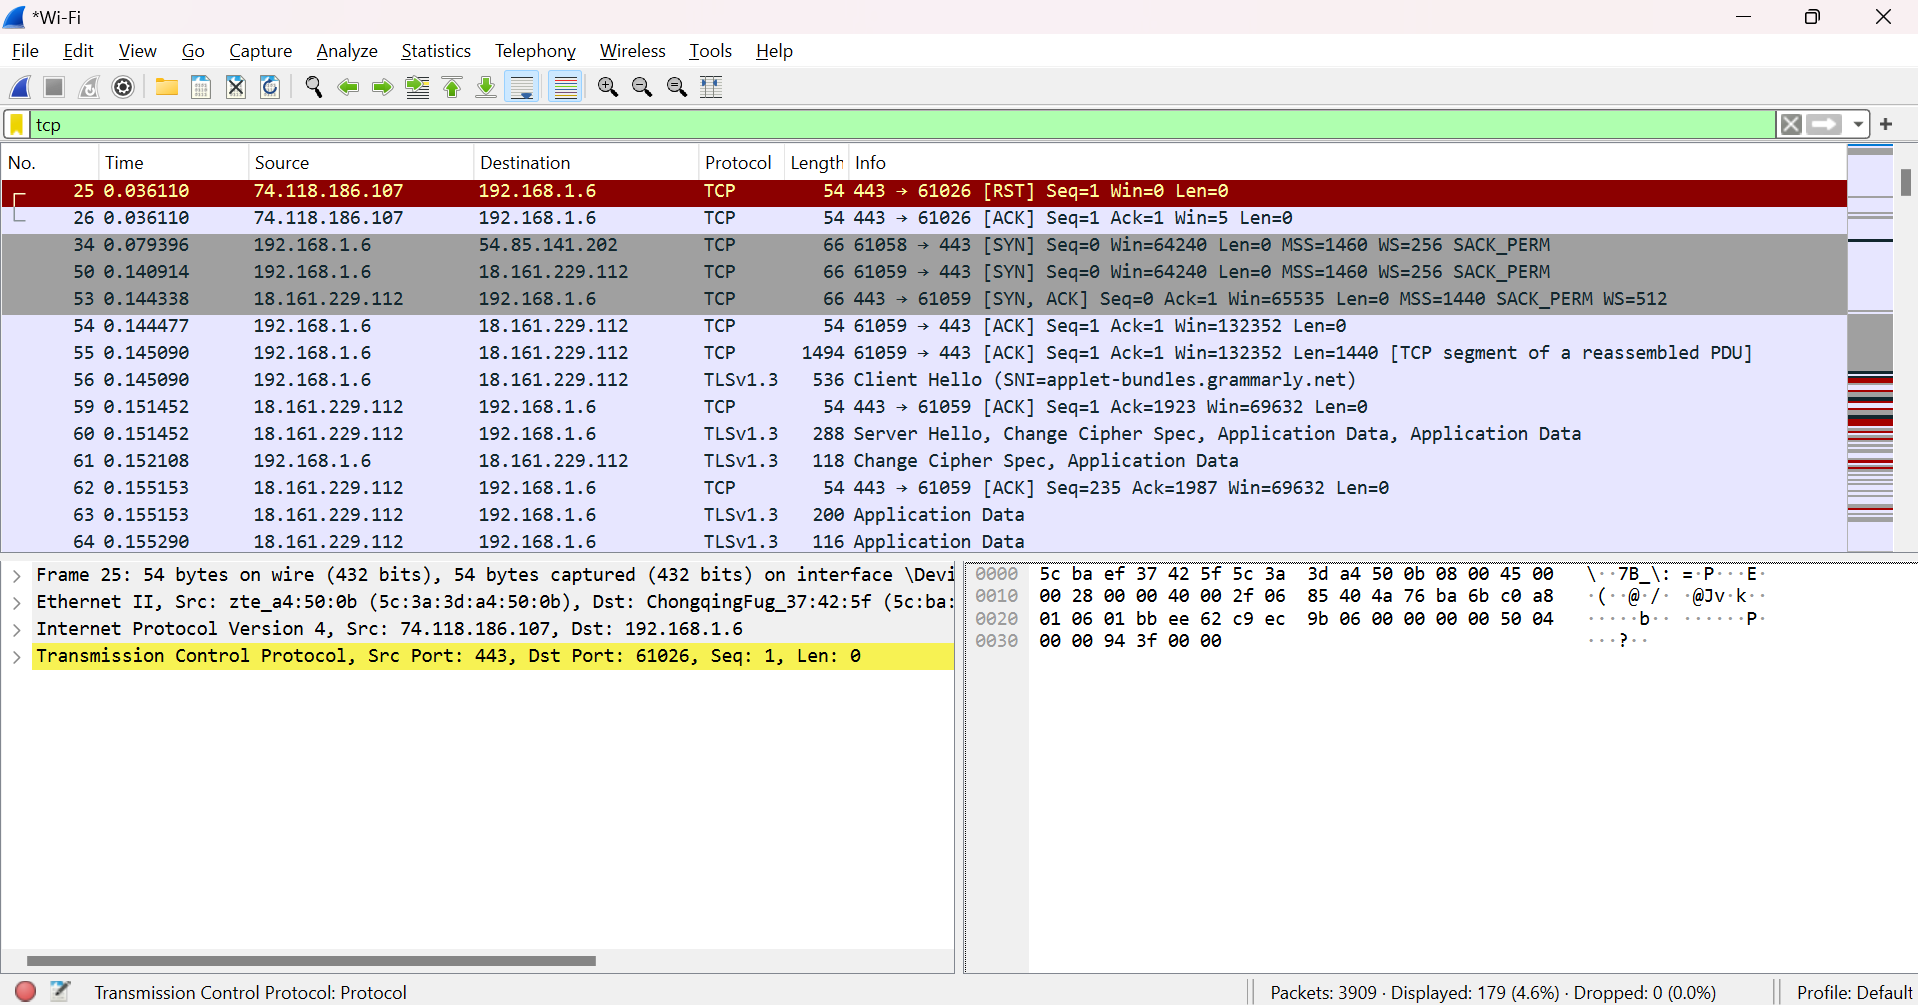 *Wi-Fi
File Edit View Go Capture Analyze Statistics Telephony Wireless Tools Help
tcp
No. Time Source Destination Protocol Length Info
25 0.036110 74.118.186.107 192.168.1.6 TCP 54 443 → 61026 [RST] Seq=1 Win=0 Len=0
26 0.036110 74.118.186.107 192.168.1.6 TCP 54 443 → 61026 [ACK] Seq=1 Ack=1 Win=5 Len=0
34 0.079396 192.168.1.6 54.85.141.202 TCP 66 61058 → 443 [SYN] Seq=0 Win=64240 Len=0 MSS=1460 WS=256 SACK_PERM
50 0.140914 192.168.1.6 18.161.229.112 TCP 66 61059 → 443 [SYN] Seq=0 Win=64240 Len=0 MSS=1460 WS=256 SACK_PERM
53 0.144338 18.161.229.112 192.168.1.6 TCP 66 443 → 61059 [SYN, ACK] Seq=0 Ack=1 Win=65535 Len=0 MSS=1440 SACK_PERM WS=512
54 0.144477 192.168.1.6 18.161.229.112 TCP 54 61059 → 443 [ACK] Seq=1 Ack=1 Win=132352 Len=0
55 0.145090 192.168.1.6 18.161.229.112 TCP 1494 61059 → 443 [ACK] Seq=1 Ack=1 Win=132352 Len=1440 [TCP segment of a reassembled PDU]
56 0.145090 192.168.1.6 18.161.229.112 TLSv1.3 536 Client Hello (SNI=applet-bundles.grammarly.net)
59 0.151452 18.161.229.112 192.168.1.6 TCP 54 443 → 61059 [ACK] Seq=1 Ack=1923 Win=69632 Len=0
60 0.151452 18.161.229.112 192.168.1.6 TLSv1.3 288 Server Hello, Change Cipher Spec, Application Data, Application Data
61 0.152108 192.168.1.6 18.161.229.112 TLSv1.3 118 Change Cipher Spec, Application Data
62 0.155153 18.161.229.112 192.168.1.6 TCP 54 443 → 61059 [ACK] Seq=235 Ack=1987 Win=69632 Len=0
63 0.155153 18.161.229.112 192.168.1.6 TLSv1.3 200 Application Data
64 0.155290 18.161.229.112 192.168.1.6 TLSv1.3 116 Application Data
Frame 25: 54 bytes on wire (432 bits), 54 bytes captured (432 bits) on interface \Devi
Ethernet II, Src: zte_a4:50:0b (5c:3a:3d:a4:50:0b), Dst: ChongqingFug_37:42:5f (5c:ba:
Internet Protocol Version 4, Src: 74.118.186.107, Dst: 192.168.1.6
Transmission Control Protocol, Src Port: 443, Dst Port: 61026, Seq: 1, Len: 0
0000 5c ba ef 37 42 5f 5c 3a 3d a4 50 0b 08 00 45 00 \··7B_\: =·P···E·
0010 00 28 00 00 40 00 2f 06 85 40 4a 76 ba 6b c0 a8 ·(··@·/· ·@Jv·k··
0020 01 06 01 bb ee 62 c9 ec 9b 06 00 00 00 00 50 04 ·····b·· ······P·
0030 00 00 94 3f 00 00 ···?··
Transmission Control Protocol: Protocol
Packets: 3909 · Displayed: 179 (4.6%) · Dropped: 0 (0.0%)
Profile: Default